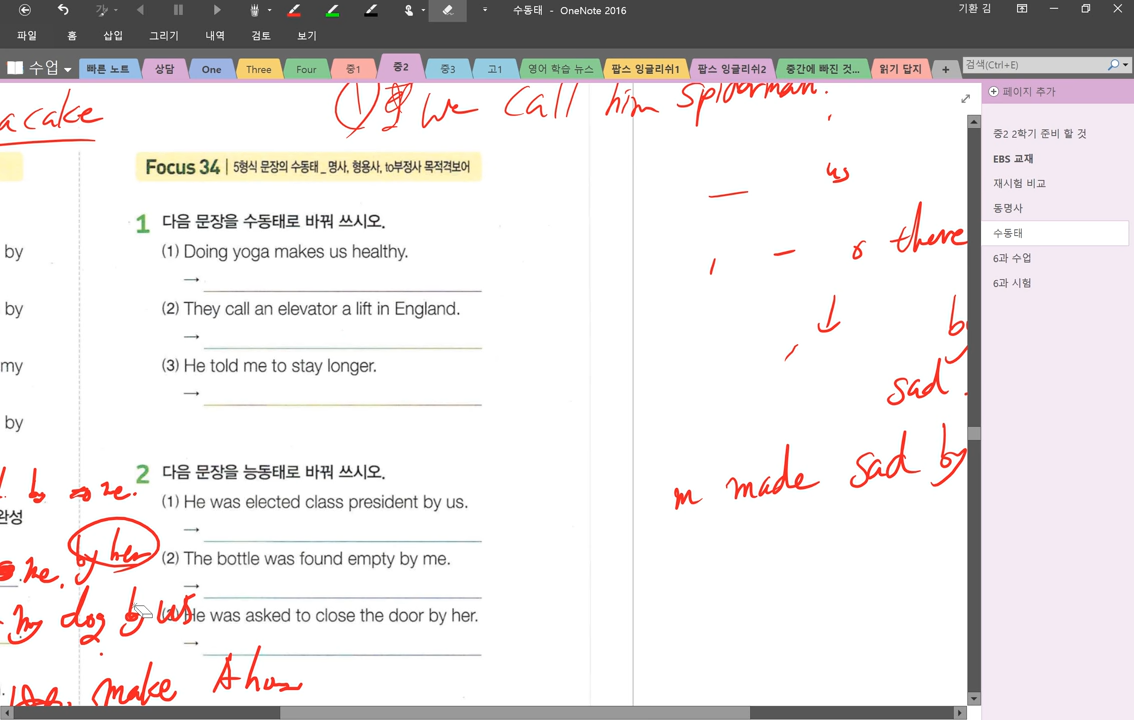 수동태 - OneNote 2016
기환 김
파일 홈 삽입 그리기 내역 검토 보기
수업 빠른 노트 상담 One Three Four 중1 중2 중3 고1 영어 학습 뉴스 팝스 잉글리쉬1 팝스 잉글리쉬2 중간에 빠진 것... 읽기 답지 + 검색(Ctrl+E)
페이지 추가
중2 2학기 준비 할 것
EBS 교재
재시험 비교
동명사
수동태
6과 수업
6과 시험
a cake
① we call him spiderman.
us
there
sad
made sad by
Focus 34 | 5형식 문장의 수동태 _ 명사, 형용사, to부정사 목적격보어
1 다음 문장을 수동태로 바꿔 쓰시오.
(1) Doing yoga makes us healthy.
→
(2) They call an elevator a lift in England.
→
(3) He told me to stay longer.
→
2 다음 문장을 능동태로 바꿔 쓰시오.
(1) He was elected class president by us.
→
(2) The bottle was found empty by me.
→
He was asked to close the door by her.
→
by
by
my
by
완성
by me.
me. by her
my dog by us
make